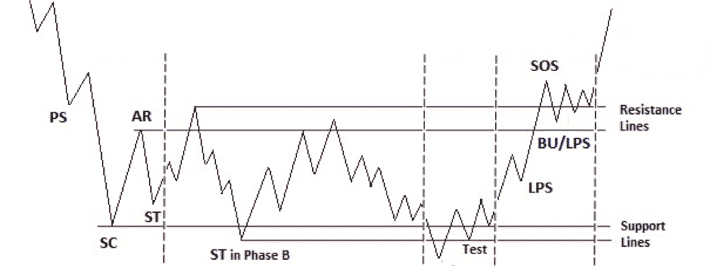 SOS
Resistance
Lines
PS
AR
BU/LPS
LPS
ST
SC
Support
Lines
ST in Phase B
Test